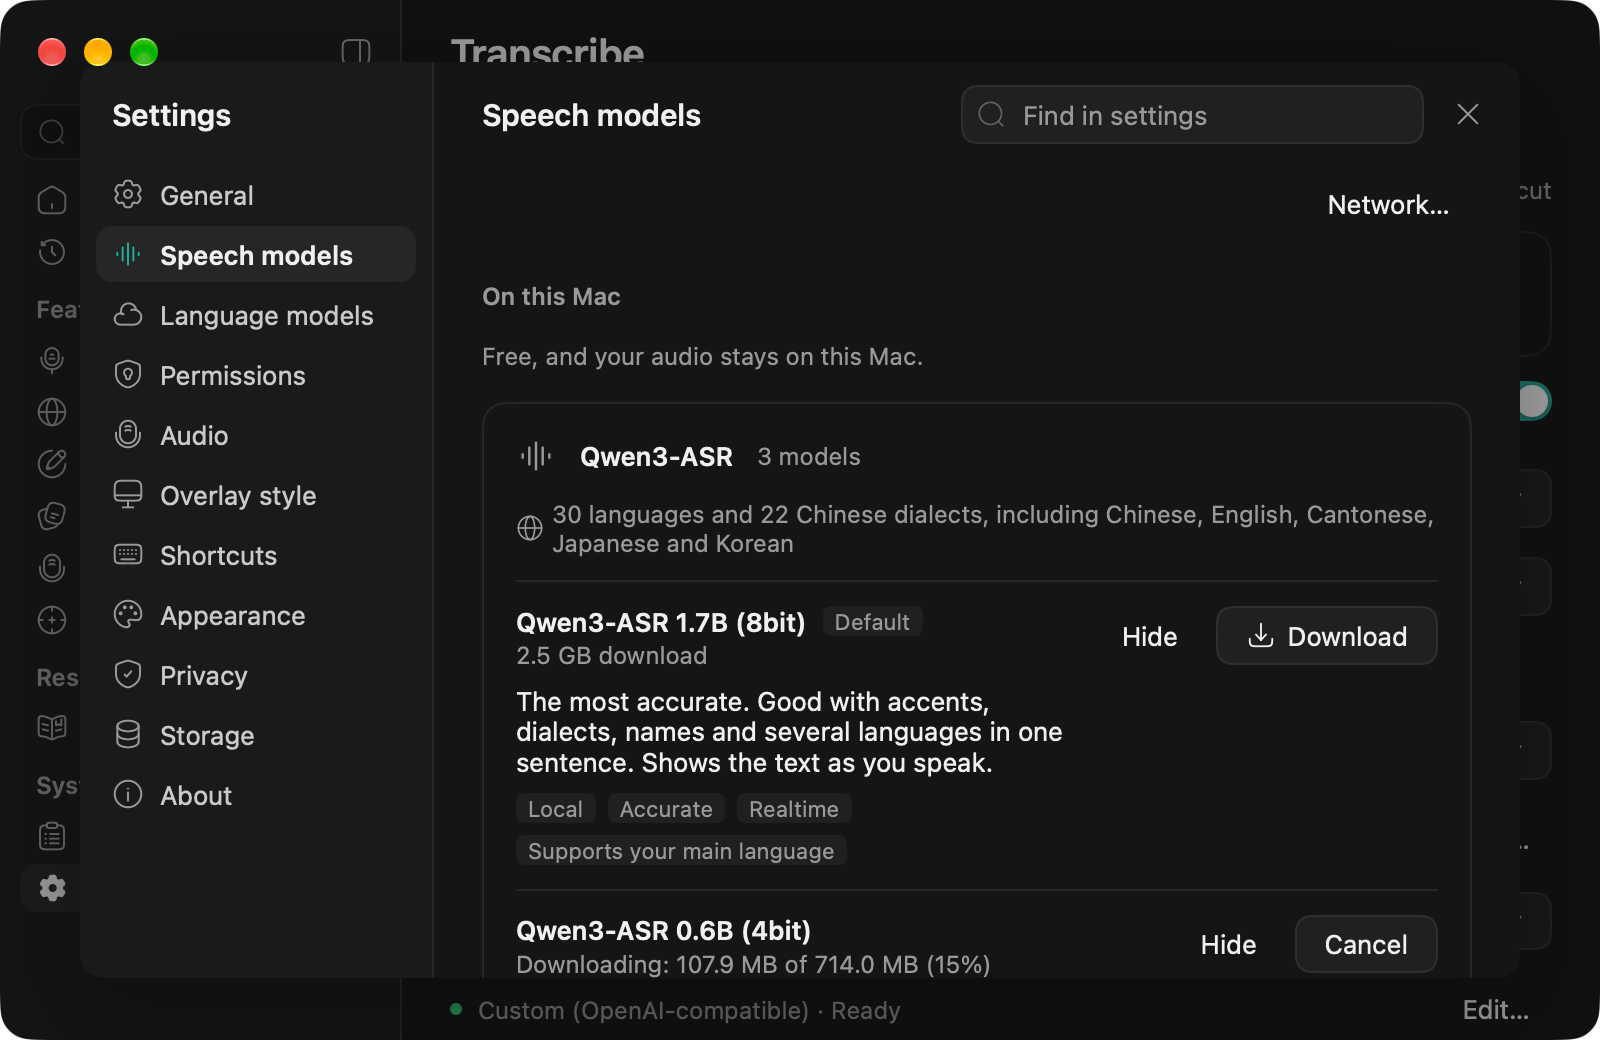 Transcribe
Settings
Speech models
Find in settings
General
Speech models
Language models
Permissions
Audio
Overlay style
Shortcuts
Appearance
Privacy
Storage
About
Network...
On this Mac
Free, and your audio stays on this Mac.
Qwen3-ASR 3 models
30 languages and 22 Chinese dialects, including Chinese, English, Cantonese,
Japanese and Korean
Qwen3-ASR 1.7B (8bit) Default
2.5 GB download
Hide Download
The most accurate. Good with accents,
dialects, names and several languages in one
sentence. Shows the text as you speak.
Local Accurate Realtime
Supports your main language
Qwen3-ASR 0.6B (4bit)
Downloading: 107.9 MB of 714.0 MB (15%)
Hide Cancel
Custom (OpenAI-compatible) · Ready
Edit...